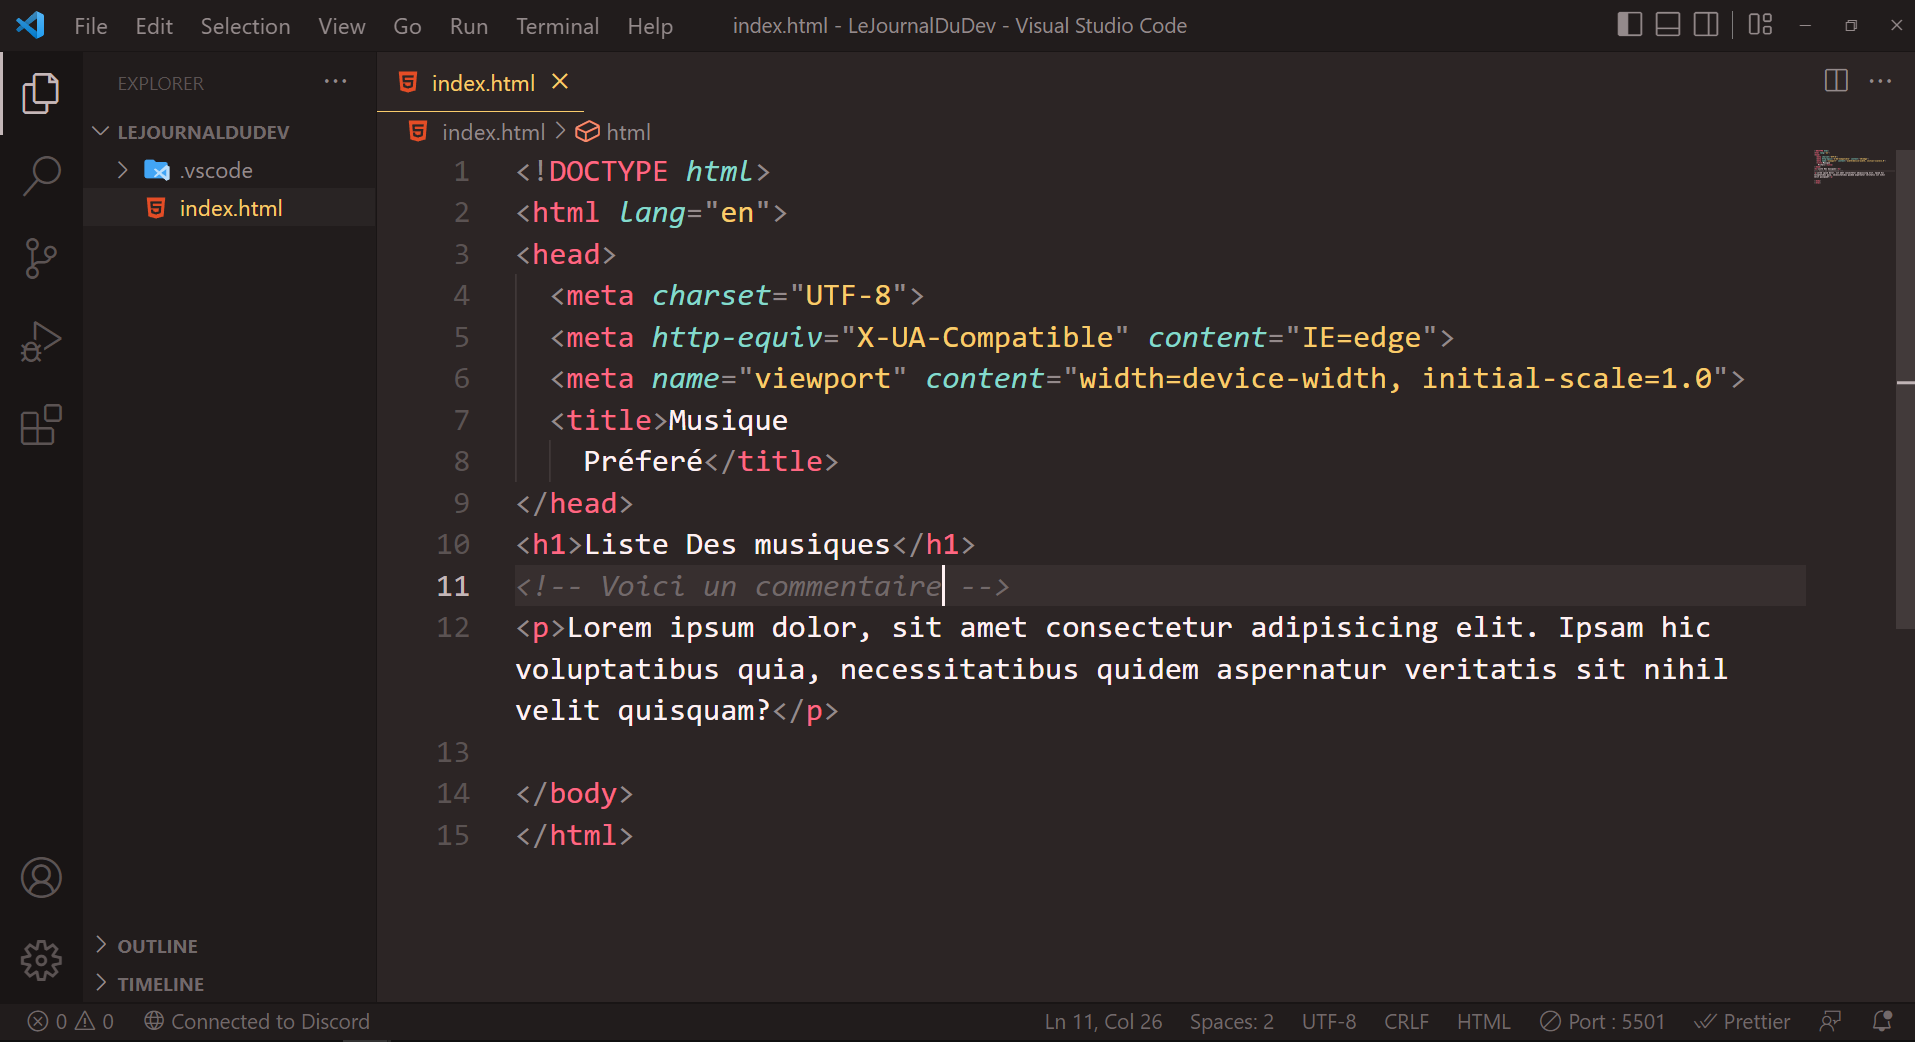 File Edit Selection View Go Run Terminal Help index.html - LeJournalDuDev - Visual Studio Code
EXPLORER
LEJOURNALDUDEV
.vscode
index.html
index.html
index.html > html
1 <!DOCTYPE html>
2 <html lang="en">
3 <head>
4 <meta charset="UTF-8">
5 <meta http-equiv="X-UA-Compatible" content="IE=edge">
6 <meta name="viewport" content="width=device-width, initial-scale=1.0">
7 <title>Musique
8 Préferé</title>
9 </head>
10 <h1>Liste Des musiques</h1>
11 <!-- Voici un commentaire -->
12 <p>Lorem ipsum dolor, sit amet consectetur adipisicing elit. Ipsam hic
voluptatibus quia, necessitatibus quidem aspernatur veritatis sit nihil
velit quisquam?</p>
13
14 </body>
15 </html>
OUTLINE
TIMELINE
0 0 Connected to Discord Ln 11, Col 26 Spaces: 2 UTF-8 CRLF HTML Port : 5501 Prettier